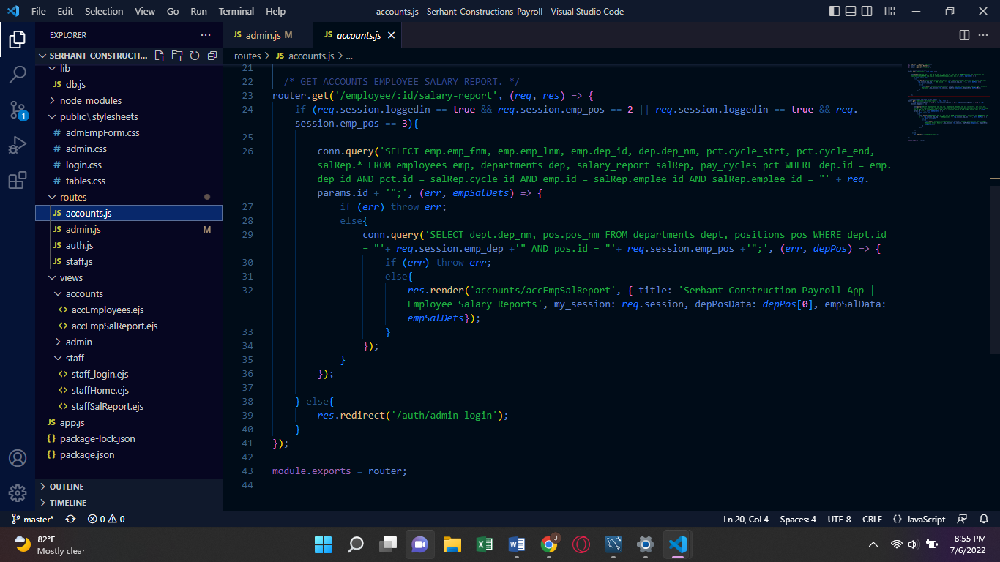 File Edit Selection View Go Run Terminal Help accounts.js - Serhant-Constructions-Payroll - Visual Studio Code
EXPLORER
SERHANT-CONSTRUCTI...
lib
JS db.js
node_modules
public\stylesheets
# admEmpForm.css
# admin.css
# login.css
# tables.css
routes
JS accounts.js
JS admin.js M
JS auth.js
JS staff.js
views
accounts
<> accEmployees.ejs
<> accEmpSalReport.ejs
admin
staff
<> staff_login.ejs
<> staffHome.ejs
<> staffSalReport.ejs
JS app.js
{} package-lock.json
{} package.json
OUTLINE
TIMELINE
1
JS admin.js M JS accounts.js
routes > JS accounts.js > ...
21
22 /* GET ACCOUNTS EMPLOYEE SALARY REPORT. */
23 router.get('/employee/:id/salary-report', (req, res) => {
24 if (req.session.loggedin == true && req.session.emp_pos == 2 || req.session.loggedin == true && req.
session.emp_pos == 3){
25
26 conn.query('SELECT emp.emp_fnm, emp.emp_lnm, emp.dep_id, dep.dep_nm, pct.cycle_strt, pct.cycle_end,
salRep.* FROM employees emp, departments dep, salary_report salRep, pay_cycles pct WHERE dep.id = emp.
dep_id AND pct.id = salRep.cycle_id AND emp.id = salRep.emplee_id AND salRep.emplee_id = "' + req.
params.id + '";', (err, empSalDets) => {
27 if (err) throw err;
28 else{
29 conn.query('SELECT dept.dep_nm, pos.pos_nm FROM departments dept, positions pos WHERE dept.id
= "'+ req.session.emp_dep +'" AND pos.id = "'+ req.session.emp_pos +'";', (err, depPos) => {
30 if (err) throw err;
31 else{
32 res.render('accounts/accEmpSalReport', { title: 'Serhant Construction Payroll App |
Employee Salary Reports', my_session: req.session, depPosData: depPos[0], empSalData:
empSalDets});
33 }
34 });
35 }
36 });
37
38 } else{
39 res.redirect('/auth/admin-login');
40 }
41 });
42
43 module.exports = router;
44
master* 0 0 Ln 20, Col 4 Spaces: 4 UTF-8 CRLF {} JavaScript
82°F
Mostly clear
J
8:55 PM
7/6/2022